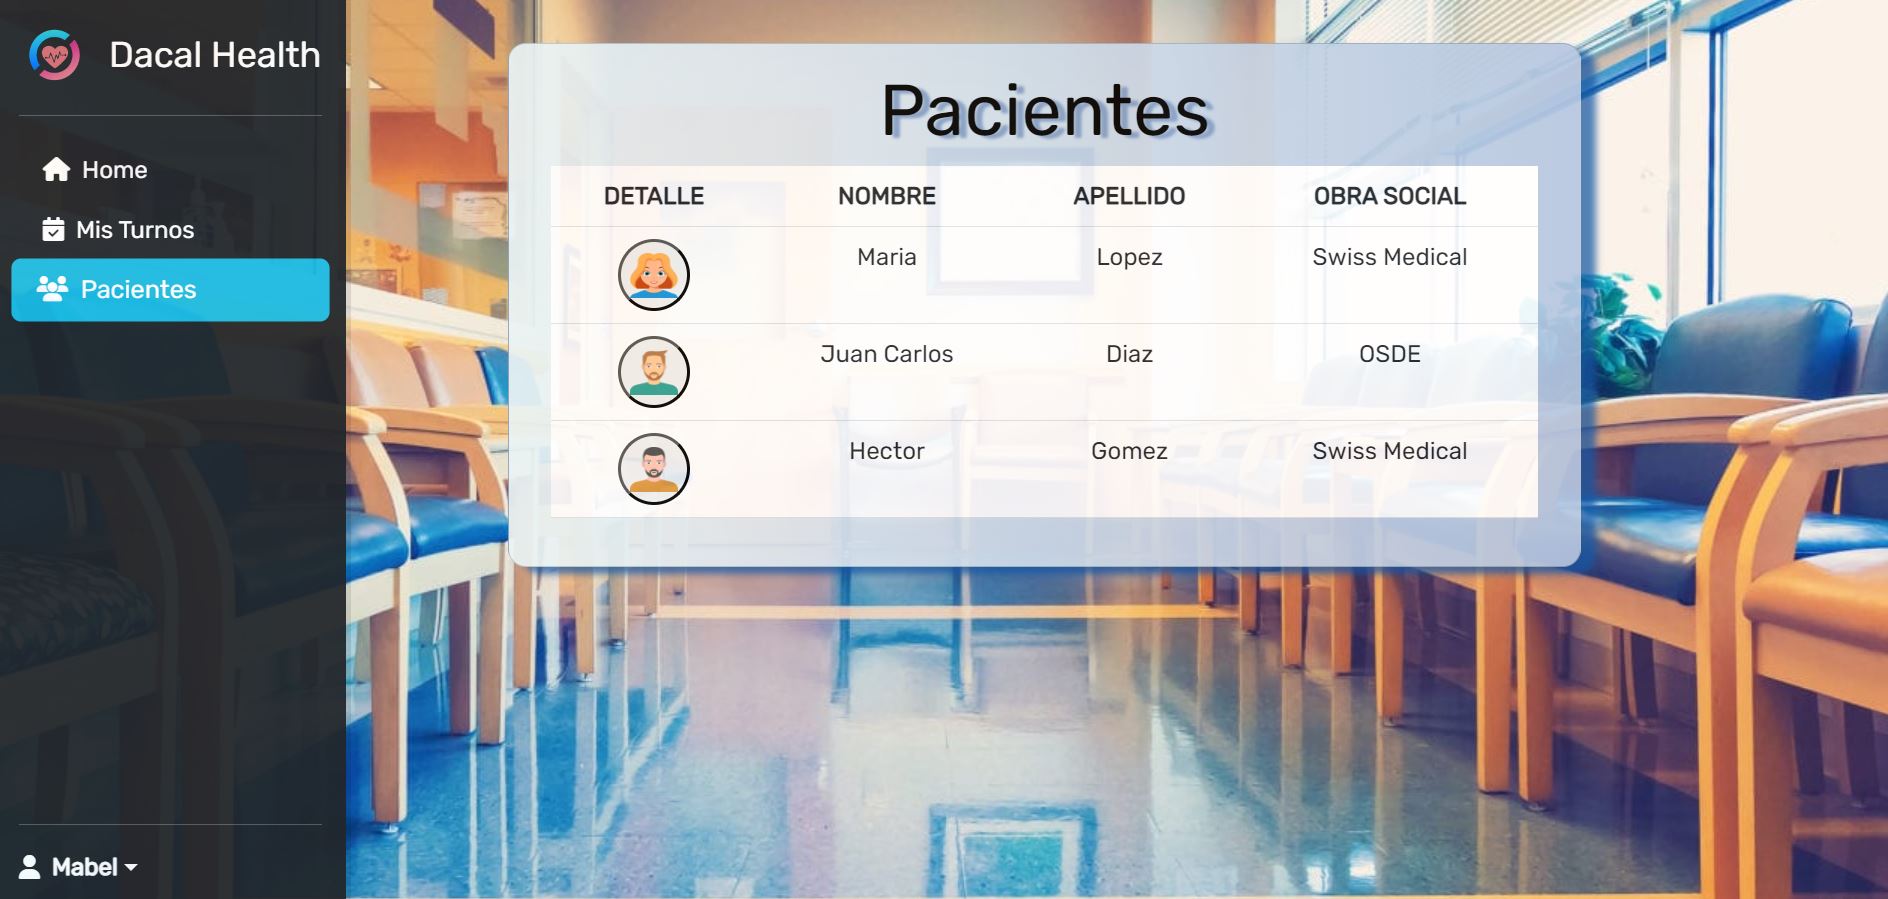 Dacal Health
Home
Mis Turnos
Pacientes
Mabel
Pacientes
DETALLE NOMBRE APELLIDO OBRA SOCIAL
Maria Lopez Swiss Medical
Juan Carlos Diaz OSDE
Hector Gomez Swiss Medical